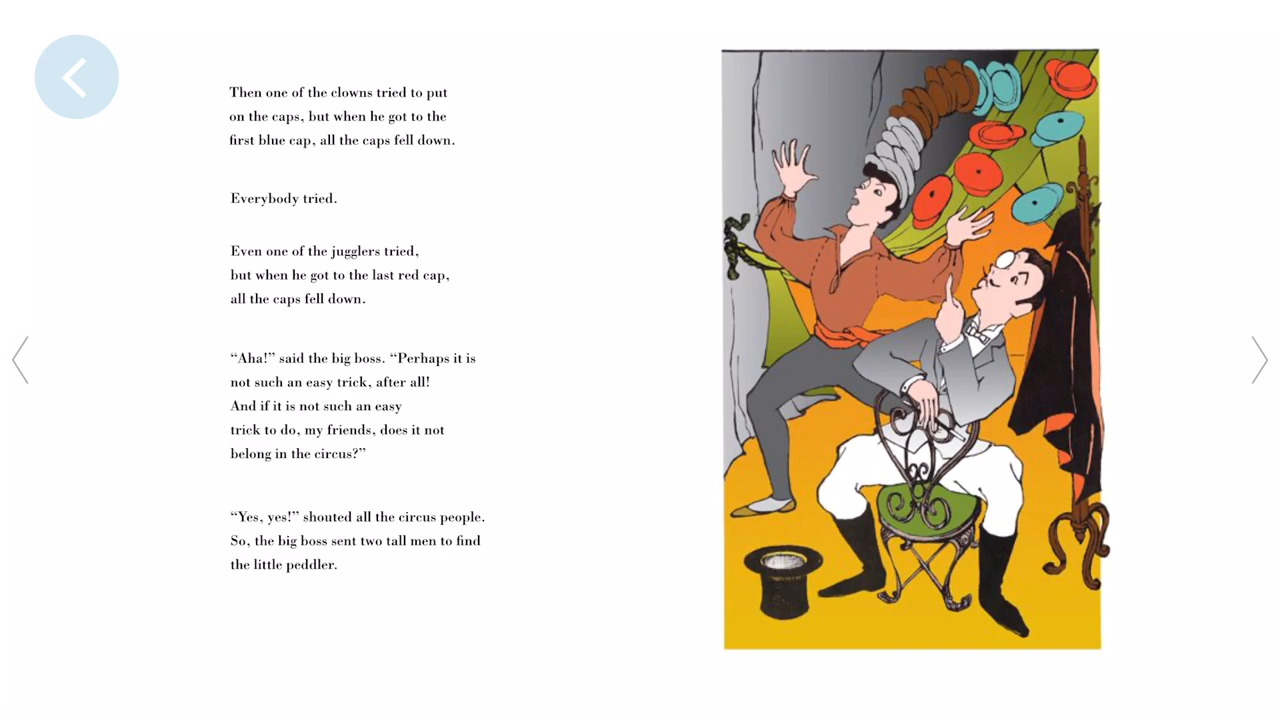 Then one of the clowns tried to put
on the caps, but when he got to the
first blue cap, all the caps fell down.
Everybody tried.
Even one of the jugglers tried,
but when he got to the last red cap,
all the caps fell down.
“Aha!” said the big boss. “Perhaps it is
not such an easy trick, after all!
And if it is not such an easy
trick to do, my friends, does it not
belong in the circus?”
“Yes, yes!” shouted all the circus people.
So, the big boss sent two tall men to find
the little peddler.